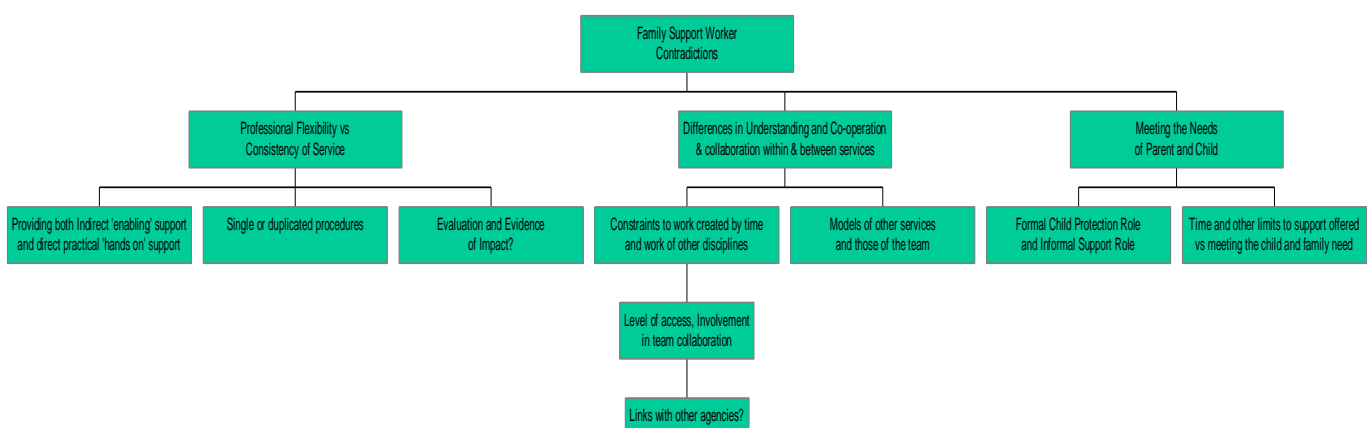 Family Support Worker
Contradictions
Professional Flexibility vs
Consistency of Service
Differences in Understanding and Co-operation
& collaboration within & between services
Meeting the Needs
of Parent and Child
Providing both Indirect 'enabling' support
and direct practical 'hands on' support
Single or duplicated procedures
Evaluation and Evidence
of Impact?
Constraints to work created by time
and work of other disciplines
Models of other services
and those of the team
Formal Child Protection Role
and Informal Support Role
Time and other limits to support offered
vs meeting the child and family need
Level of access, Involvement
in team collaboration
Links with other agencies?